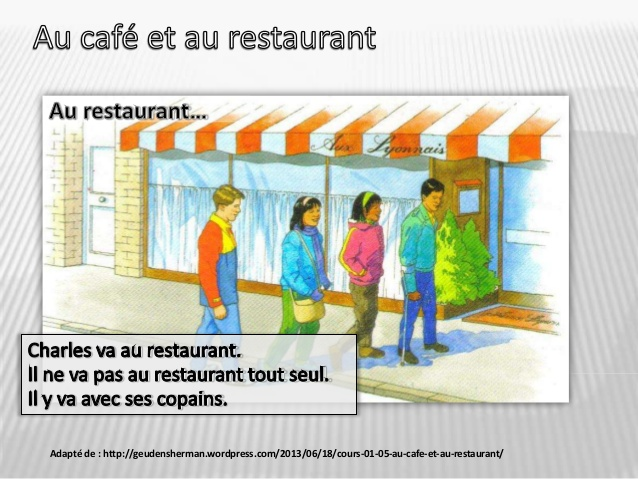 Au café et au restaurant
Au restaurant...
Aux Lyonnais
Charles va au restaurant.
Il ne va pas au restaurant tout seul.
Il y va avec ses copains.
Adapté de : http://geudensherman.wordpress.com/2013/06/18/cours-01-05-au-cafe-et-au-restaurant/